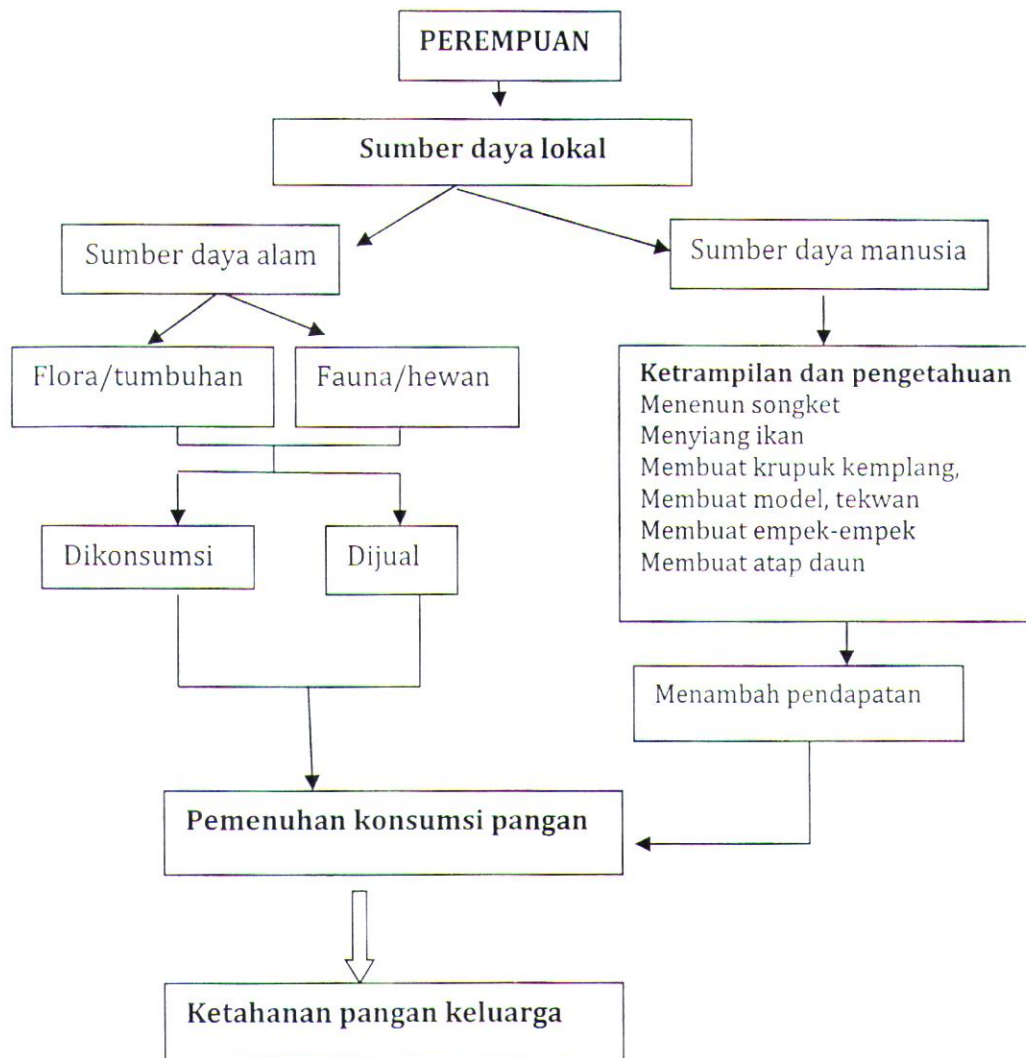 PEREMPUAN
Sumber daya lokal
Sumber daya alam
Sumber daya manusia
Flora/tumbuhan
Fauna/hewan
Ketrampilan dan pengetahuan
Menenun songket
Menyiang ikan
Membuat krupuk kemplang,
Membuat model, tekwan
Membuat empek-empek
Membuat atap daun
Dikonsumsi
Dijual
Menambah pendapatan
Pemenuhan konsumsi pangan
Ketahanan pangan keluarga